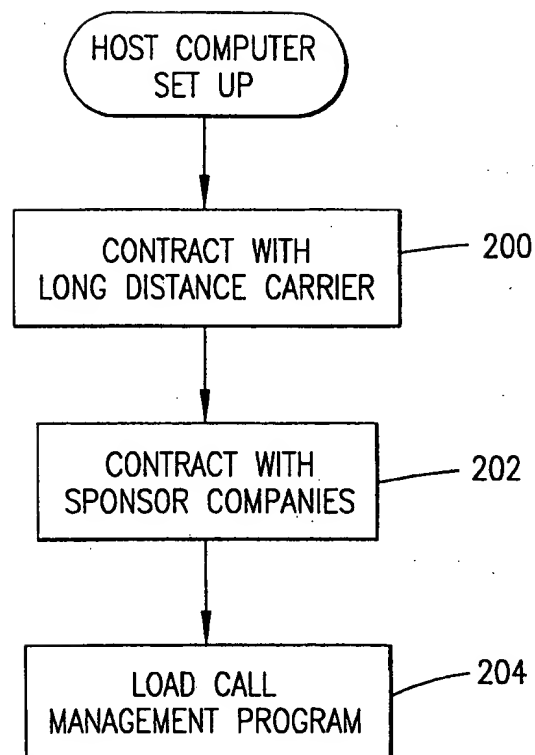 HOST COMPUTER
SET UP
CONTRACT WITH
LONG DISTANCE CARRIER
200
CONTRACT WITH
SPONSOR COMPANIES
202
LOAD CALL
MANAGEMENT PROGRAM
204